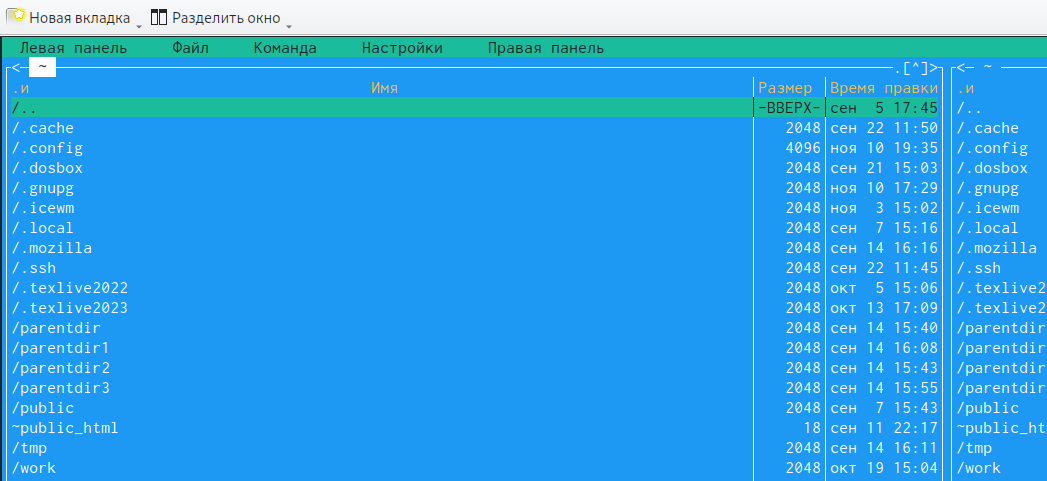 Новая вкладка Разделить окно
Левая панель Файл Команда Настройки Правая панель
<─ ~ .[^]> <─ ~
.и Имя Размер Время правки .и
/.. -ВВЕРХ- сен 5 17:45 /..
/.cache 2048 сен 22 11:50 /.cache
/.config 4096 ноя 10 19:35 /.config
/.dosbox 2048 сен 21 15:03 /.dosbox
/.gnupg 2048 ноя 10 17:29 /.gnupg
/.icewm 2048 ноя 3 15:02 /.icewm
/.local 2048 сен 7 15:16 /.local
/.mozilla 2048 сен 14 16:16 /.mozilla
/.ssh 2048 сен 22 11:45 /.ssh
/.texlive2022 2048 окт 5 15:06 /.texlive2
/.texlive2023 2048 окт 13 17:09 /.texlive2
/parentdir 2048 сен 14 15:40 /parentdir
/parentdir1 2048 сен 14 16:08 /parentdir
/parentdir2 2048 сен 14 15:43 /parentdir
/parentdir3 2048 сен 14 15:55 /parentdir
/public 2048 сен 7 15:43 /public
~public_html 18 сен 11 22:17 ~public_ht
/tmp 2048 сен 14 16:11 /tmp
/work 2048 окт 19 15:04 /work